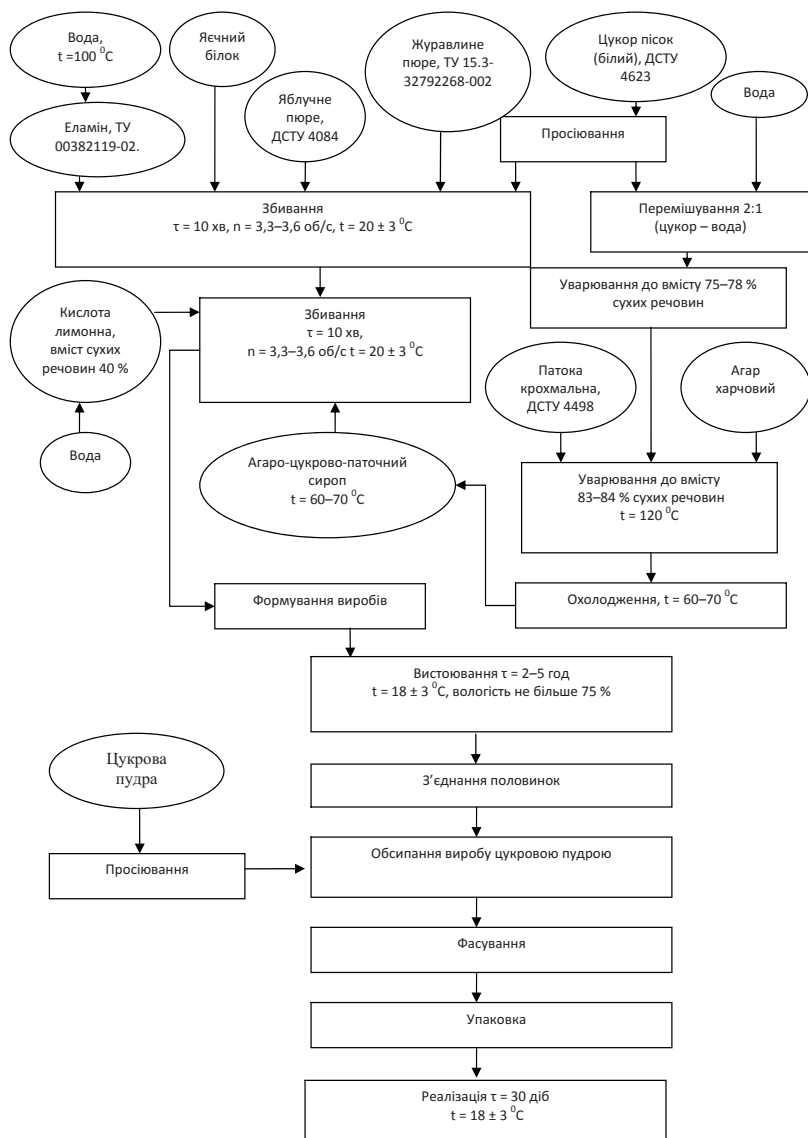 Вода,
t =100 ⁰С
Яєчний
білок
Яблучне
пюре,
ДСТУ 4084
Журавлине
пюре, ТУ 15.3-
32792268-002
Цукор пісок
(білий), ДСТУ
4623
Вода
Еламін, ТУ
00382119-02.
Просіювання
Збивання
τ = 10 хв, n = 3,3–3,6 об/с, t = 20 ± 3 ⁰С
Перемішування 2:1
(цукор – вода)
Уварювання до вмісту 75–78 %
сухих речовин
Кислота
лимонна,
вміст сухих
речовин 40 %
Збивання
τ = 10 хв,
n = 3,3–3,6 об/с t = 20 ± 3 ⁰С
Патока
крохмальна,
ДСТУ 4498
Агар
харчовий
Вода
Агаро-цукрово-паточний
сироп
t = 60–70 ⁰С
Уварювання до вмісту
83–84 % сухих речовин
t = 120 ⁰С
Формування виробів
Охолодження, t = 60–70 ⁰С
Вистоювання τ = 2–5 год
t = 18 ± 3 ⁰С, вологість не більше 75 %
Цукрова
пудра
З’єднання половинок
Просіювання
Обсипання виробу цукровою пудрою
Фасування
Упаковка
Реалізація τ = 30 діб
t = 18 ± 3 ⁰С